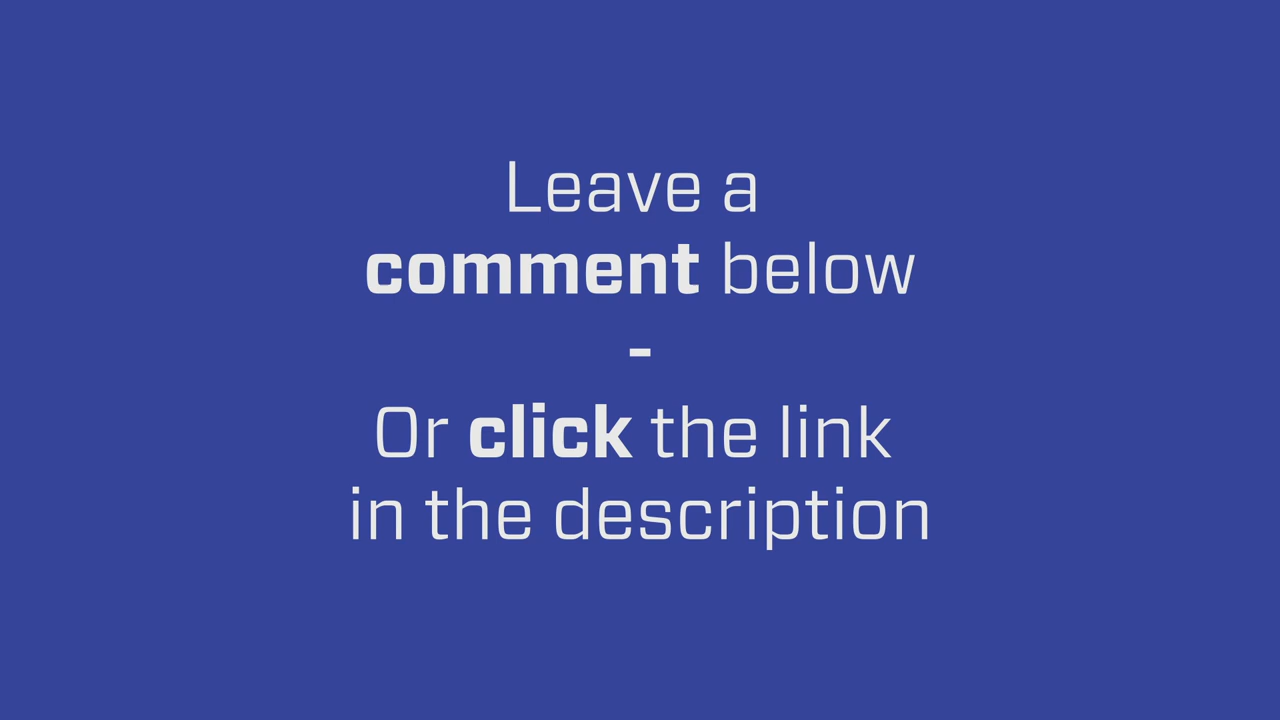 Leave a
comment below
-
Or click the link
in the description